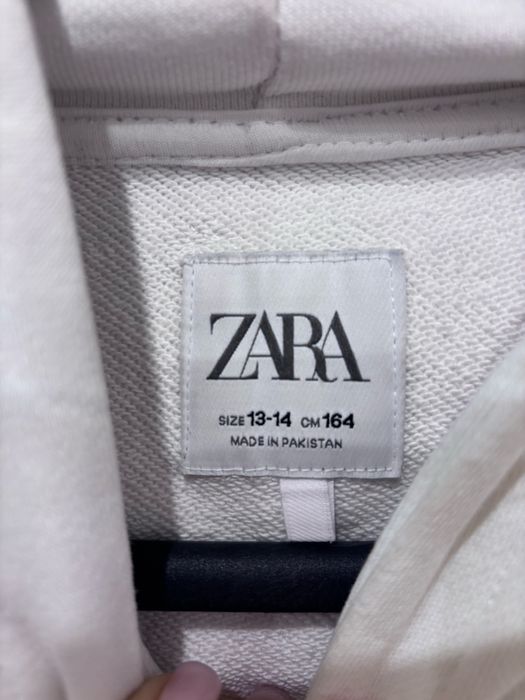 ZARA
SIZE 13-14 CM 164
MADE IN PAKISTAN